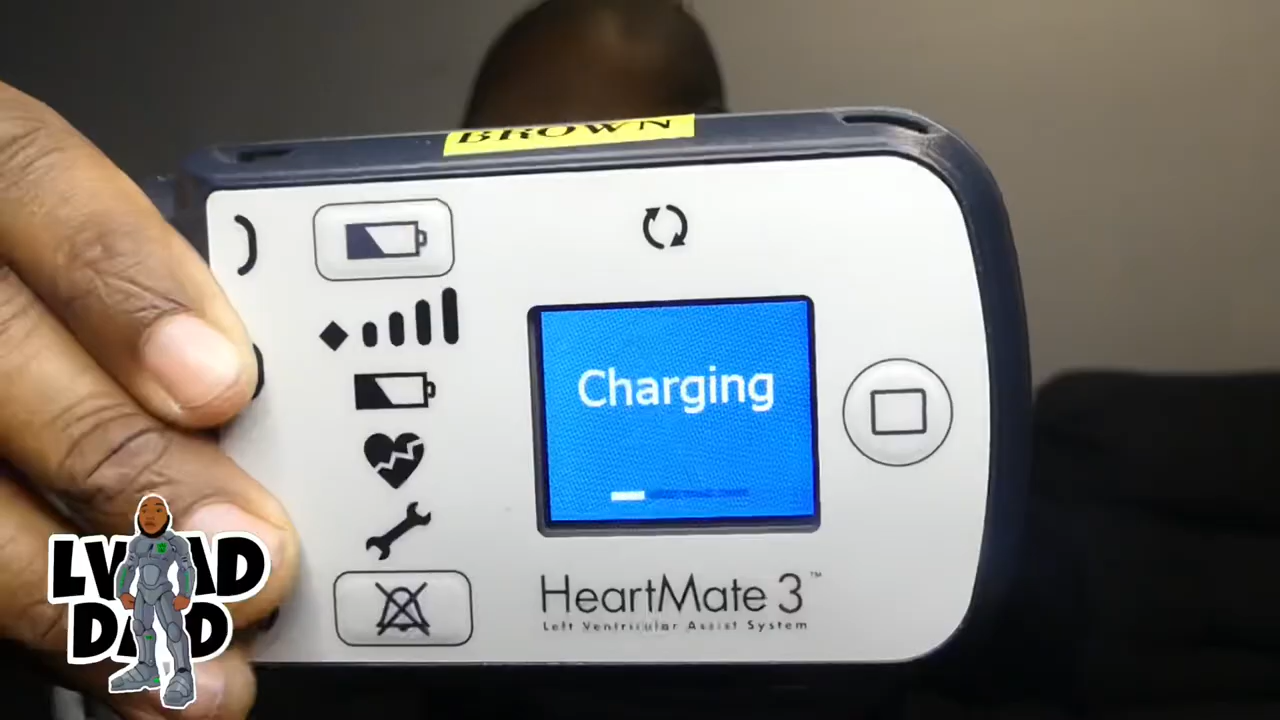 BROWN
Charging
HeartMate 3™
Left Ventricular Assist System
LVAD
DAD